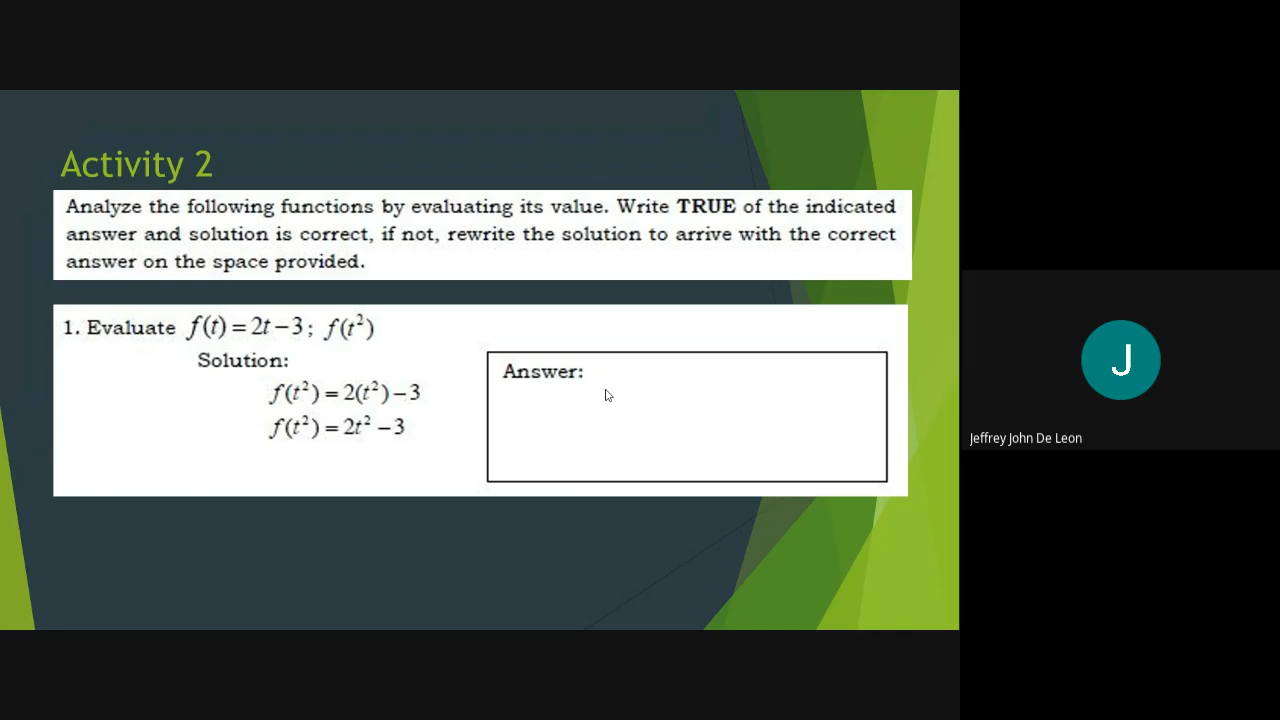 Activity 2
Analyze the following functions by evaluating its value. Write TRUE of the indicated
answer and solution is correct, if not, rewrite the solution to arrive with the correct
answer on the space provided.
1. Evaluate f(t) = 2t − 3 ; f(t²)
Solution:
f(t²) = 2(t²) − 3
f(t²) = 2t² − 3
Answer:
J
Jeffrey John De Leon